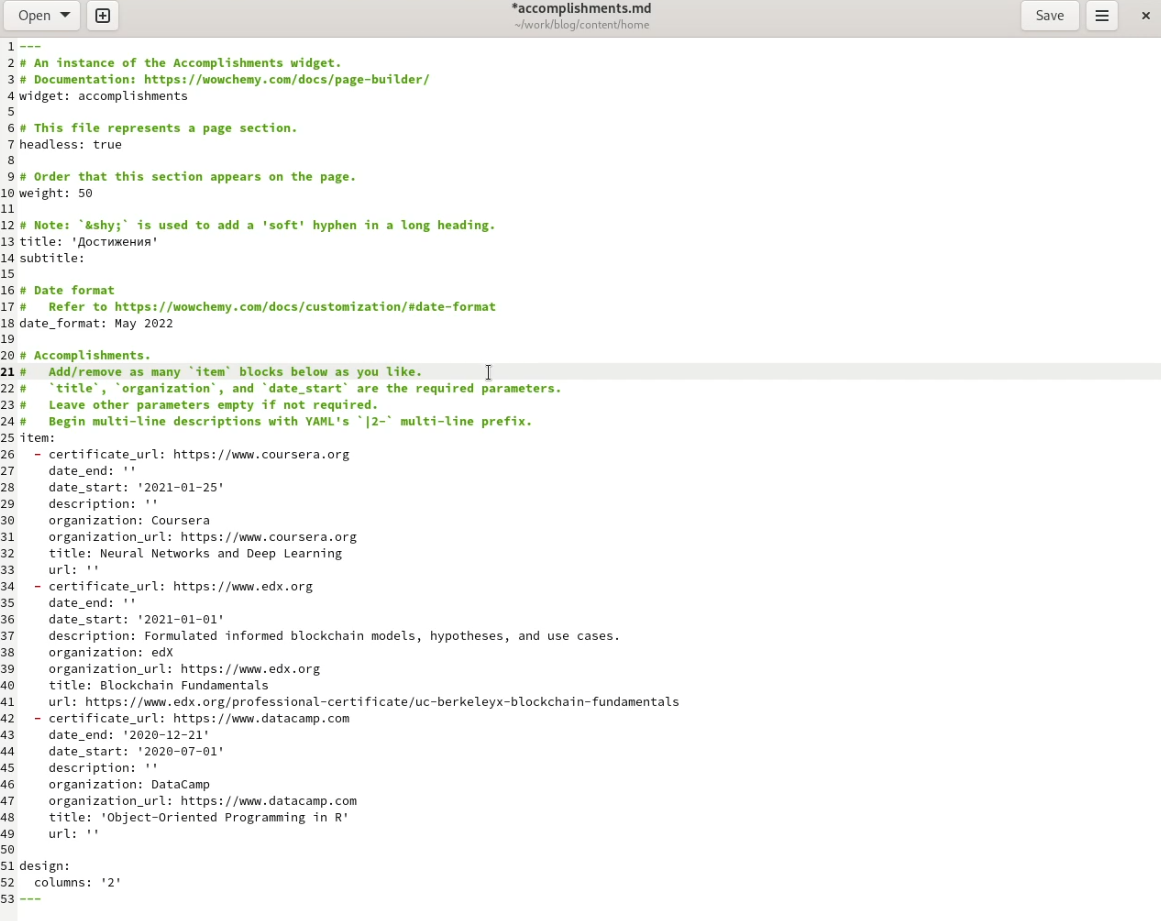 Open
*accomplishments.md
~/work/blog/content/home
Save
1 ---
2 # An instance of the Accomplishments widget.
3 # Documentation: https://wowchemy.com/docs/page-builder/
4 widget: accomplishments
5
6 # This file represents a page section.
7 headless: true
8
9 # Order that this section appears on the page.
10 weight: 50
11
12 # Note: `&shy;` is used to add a 'soft' hyphen in a long heading.
13 title: 'Достижения'
14 subtitle:
15
16 # Date format
17 #   Refer to https://wowchemy.com/docs/customization/#date-format
18 date_format: May 2022
19
20 # Accomplishments.
21 #   Add/remove as many `item` blocks below as you like.
22 #   `title`, `organization`, and `date_start` are the required parameters.
23 #   Leave other parameters empty if not required.
24 #   Begin multi-line descriptions with YAML's `|2-` multi-line prefix.
25 item:
26   - certificate_url: https://www.coursera.org
27     date_end: ''
28     date_start: '2021-01-25'
29     description: ''
30     organization: Coursera
31     organization_url: https://www.coursera.org
32     title: Neural Networks and Deep Learning
33     url: ''
34   - certificate_url: https://www.edx.org
35     date_end: ''
36     date_start: '2021-01-01'
37     description: Formulated informed blockchain models, hypotheses, and use cases.
38     organization: edX
39     organization_url: https://www.edx.org
40     title: Blockchain Fundamentals
41     url: https://www.edx.org/professional-certificate/uc-berkeleyx-blockchain-fundamentals
42   - certificate_url: https://www.datacamp.com
43     date_end: '2020-12-21'
44     date_start: '2020-07-01'
45     description: ''
46     organization: DataCamp
47     organization_url: https://www.datacamp.com
48     title: 'Object-Oriented Programming in R'
49     url: ''
50
51 design:
52   columns: '2'
53 ---